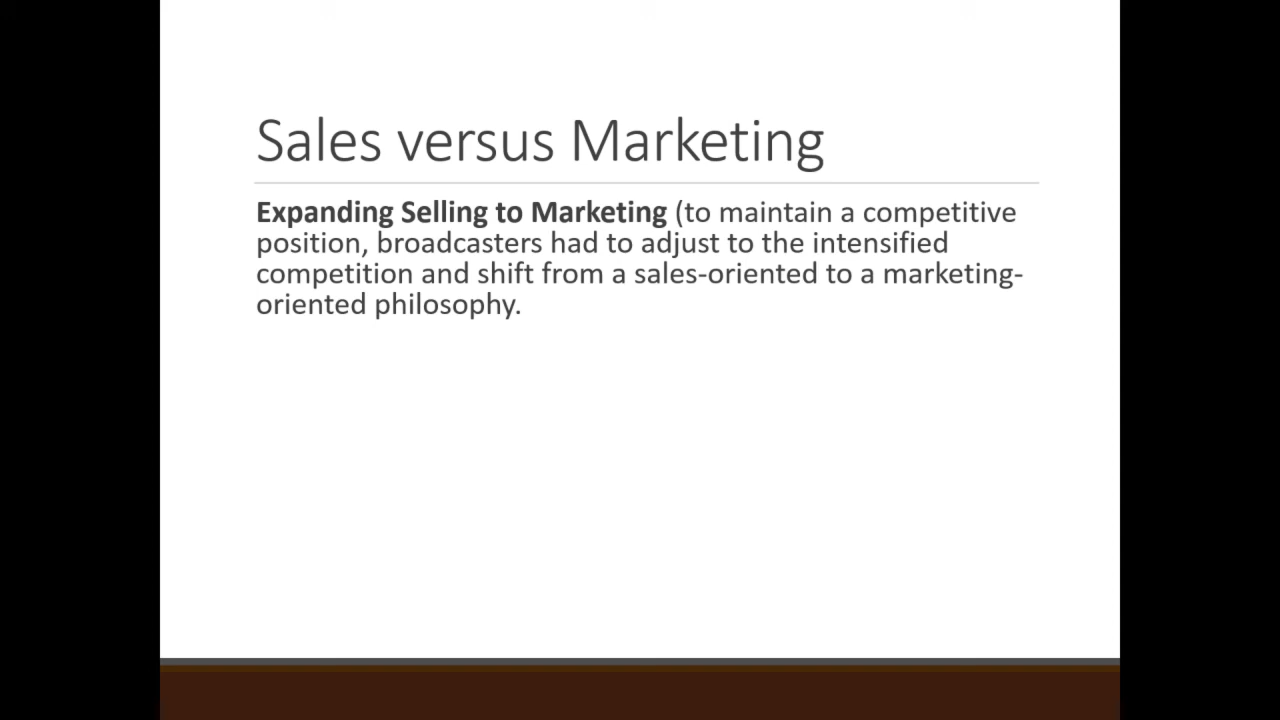 Sales versus Marketing
Expanding Selling to Marketing (to maintain a competitive
position, broadcasters had to adjust to the intensified
competition and shift from a sales-oriented to a marketing-
oriented philosophy.